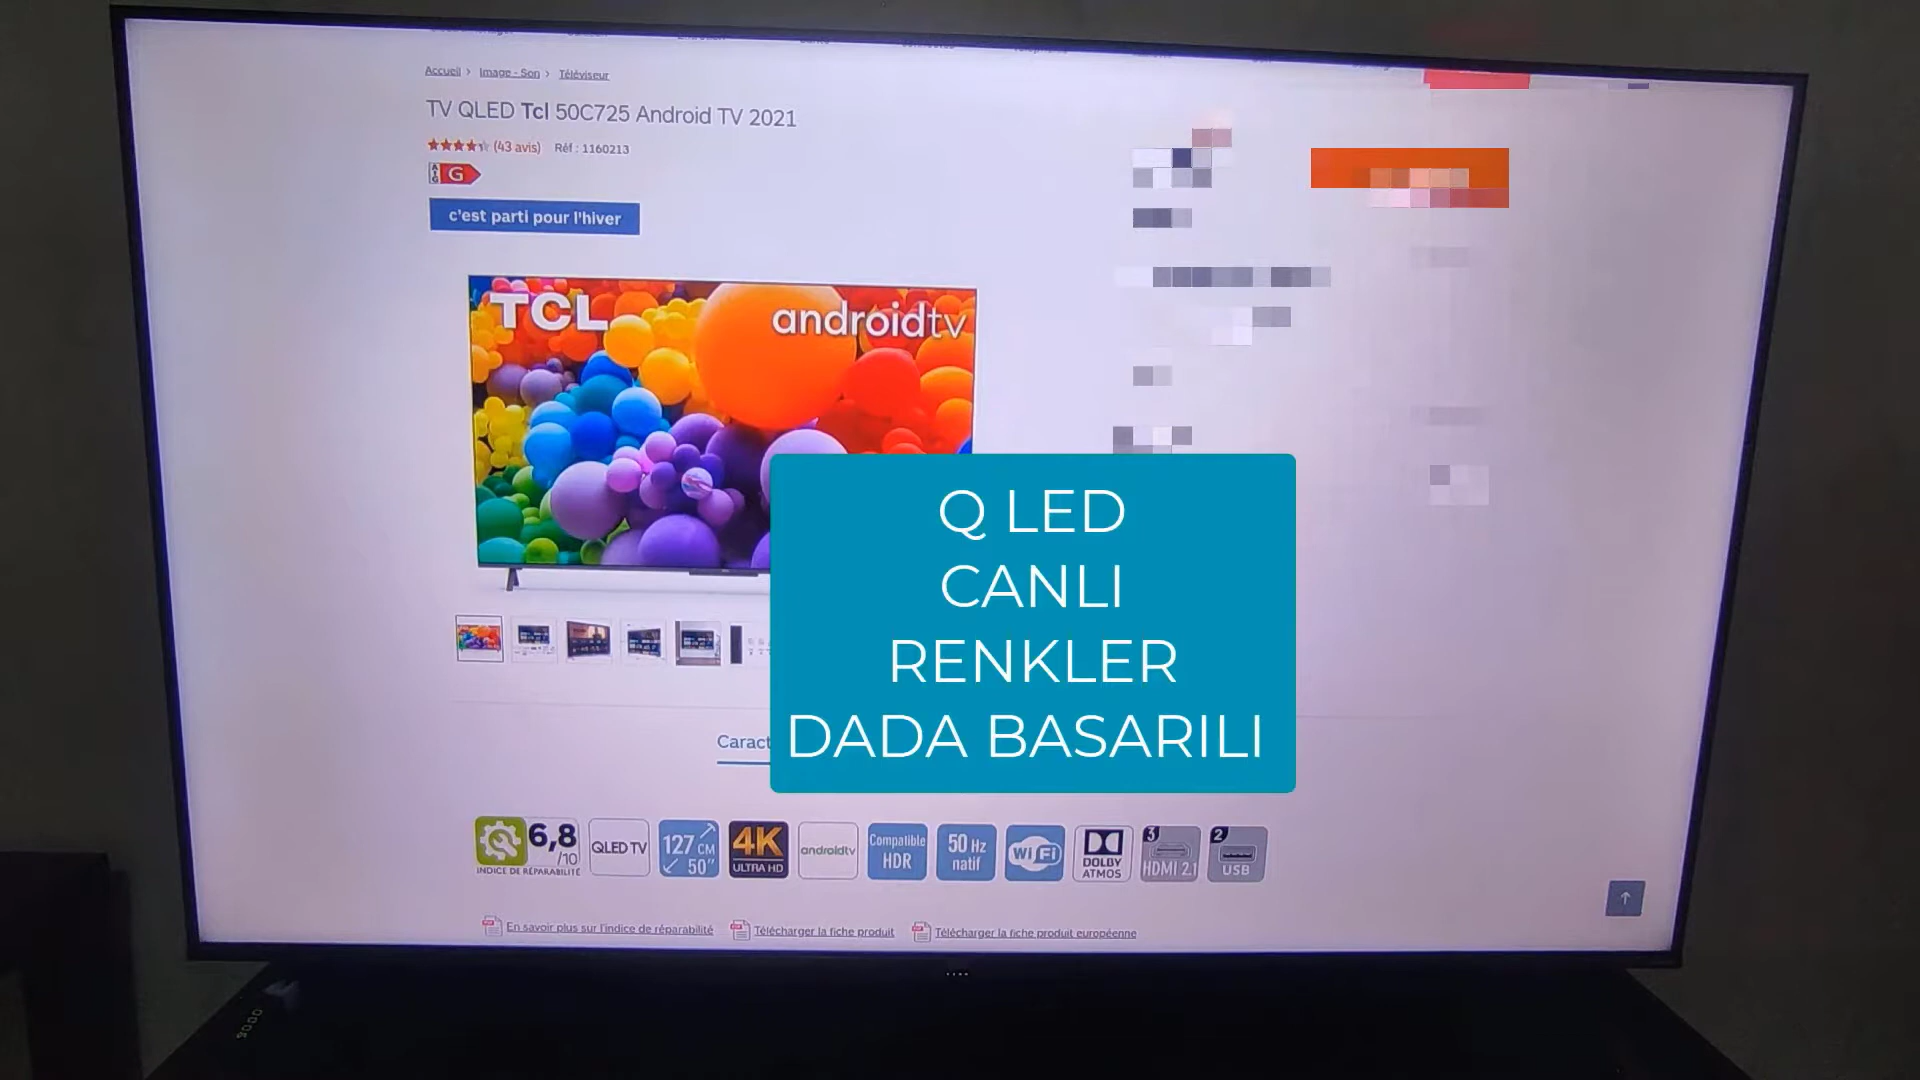 Accueil > Image - Son > Téléviseur
TV QLED Tcl 50C725 Android TV 2021
(43 avis) Réf : 1160213
A
G
G
c'est parti pour l'hiver
TCL
androidtv
Q LED
CANLI
RENKLER
DADA BASARILI
Caract
6,8
/10
INDICE DE RÉPARABILITÉ
QLED TV
127 CM
50"
4K
ULTRA HD
androidtv
Compatible
HDR
50 Hz
natif
WiFi
DOLBY
ATMOS
3
HDMI 2.1
2
USB
En savoir plus sur l'indice de réparabilité
Télécharger la fiche produit
Télécharger la fiche produit européenne